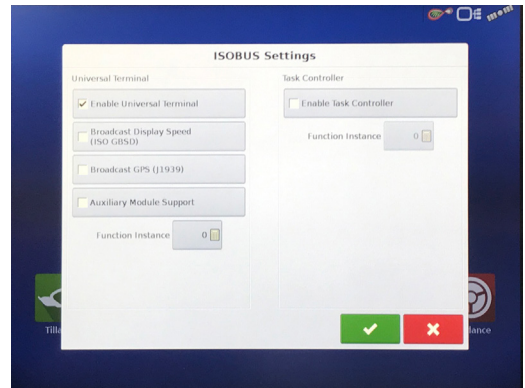 ISOBUS Settings
Universal Terminal
Enable Universal Terminal
Broadcast Display Speed
(ISO GBSD)
Broadcast GPS (J1939)
Auxiliary Module Support
Function Instance 0
Task Controller
Enable Task Controller
Function Instance 0
Tilla
dance